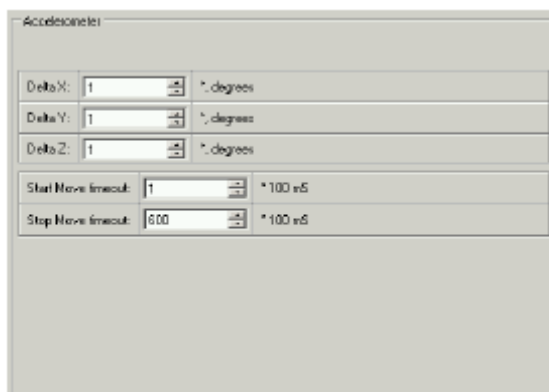 Accelerometer
Delta X: 1 °, degrees
Delta Y: 1 °, degrees
Delta Z: 1 °, degrees
Start Move timeout: 1 * 100 mS
Stop Move timeout: 600 * 100 mS